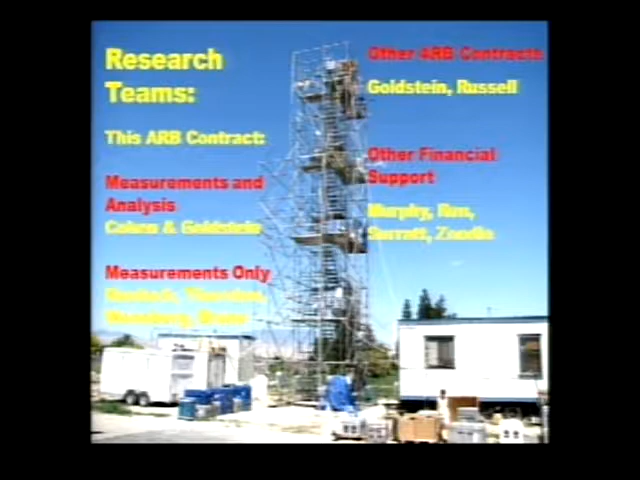 Research
Teams:
This ARB Contract:
Measurements and
Analysis
Cohen & Goldstein
Measurements Only
Other ARB Contracts
Goldstein, Russell
Other Financial
Support
Murphy,
Surratt,